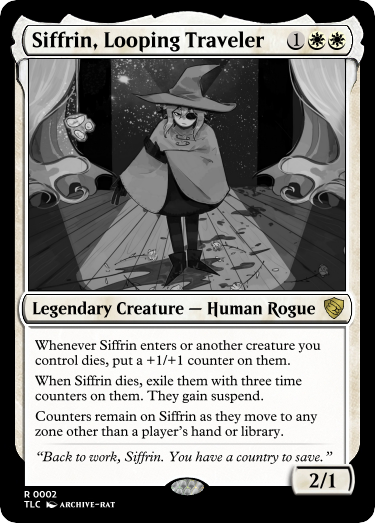 Siffrin, Looping Traveler 1
Legendary Creature — Human Rogue
Whenever Siffrin enters or another creature you
control dies, put a +1/+1 counter on them.
When Siffrin dies, exile them with three time
counters on them. They gain suspend.
Counters remain on Siffrin as they move to any
zone other than a player's hand or library.
“Back to work, Siffrin. You have a country to save.”
2/1
R 0002
TLC ARCHIVE-RAT